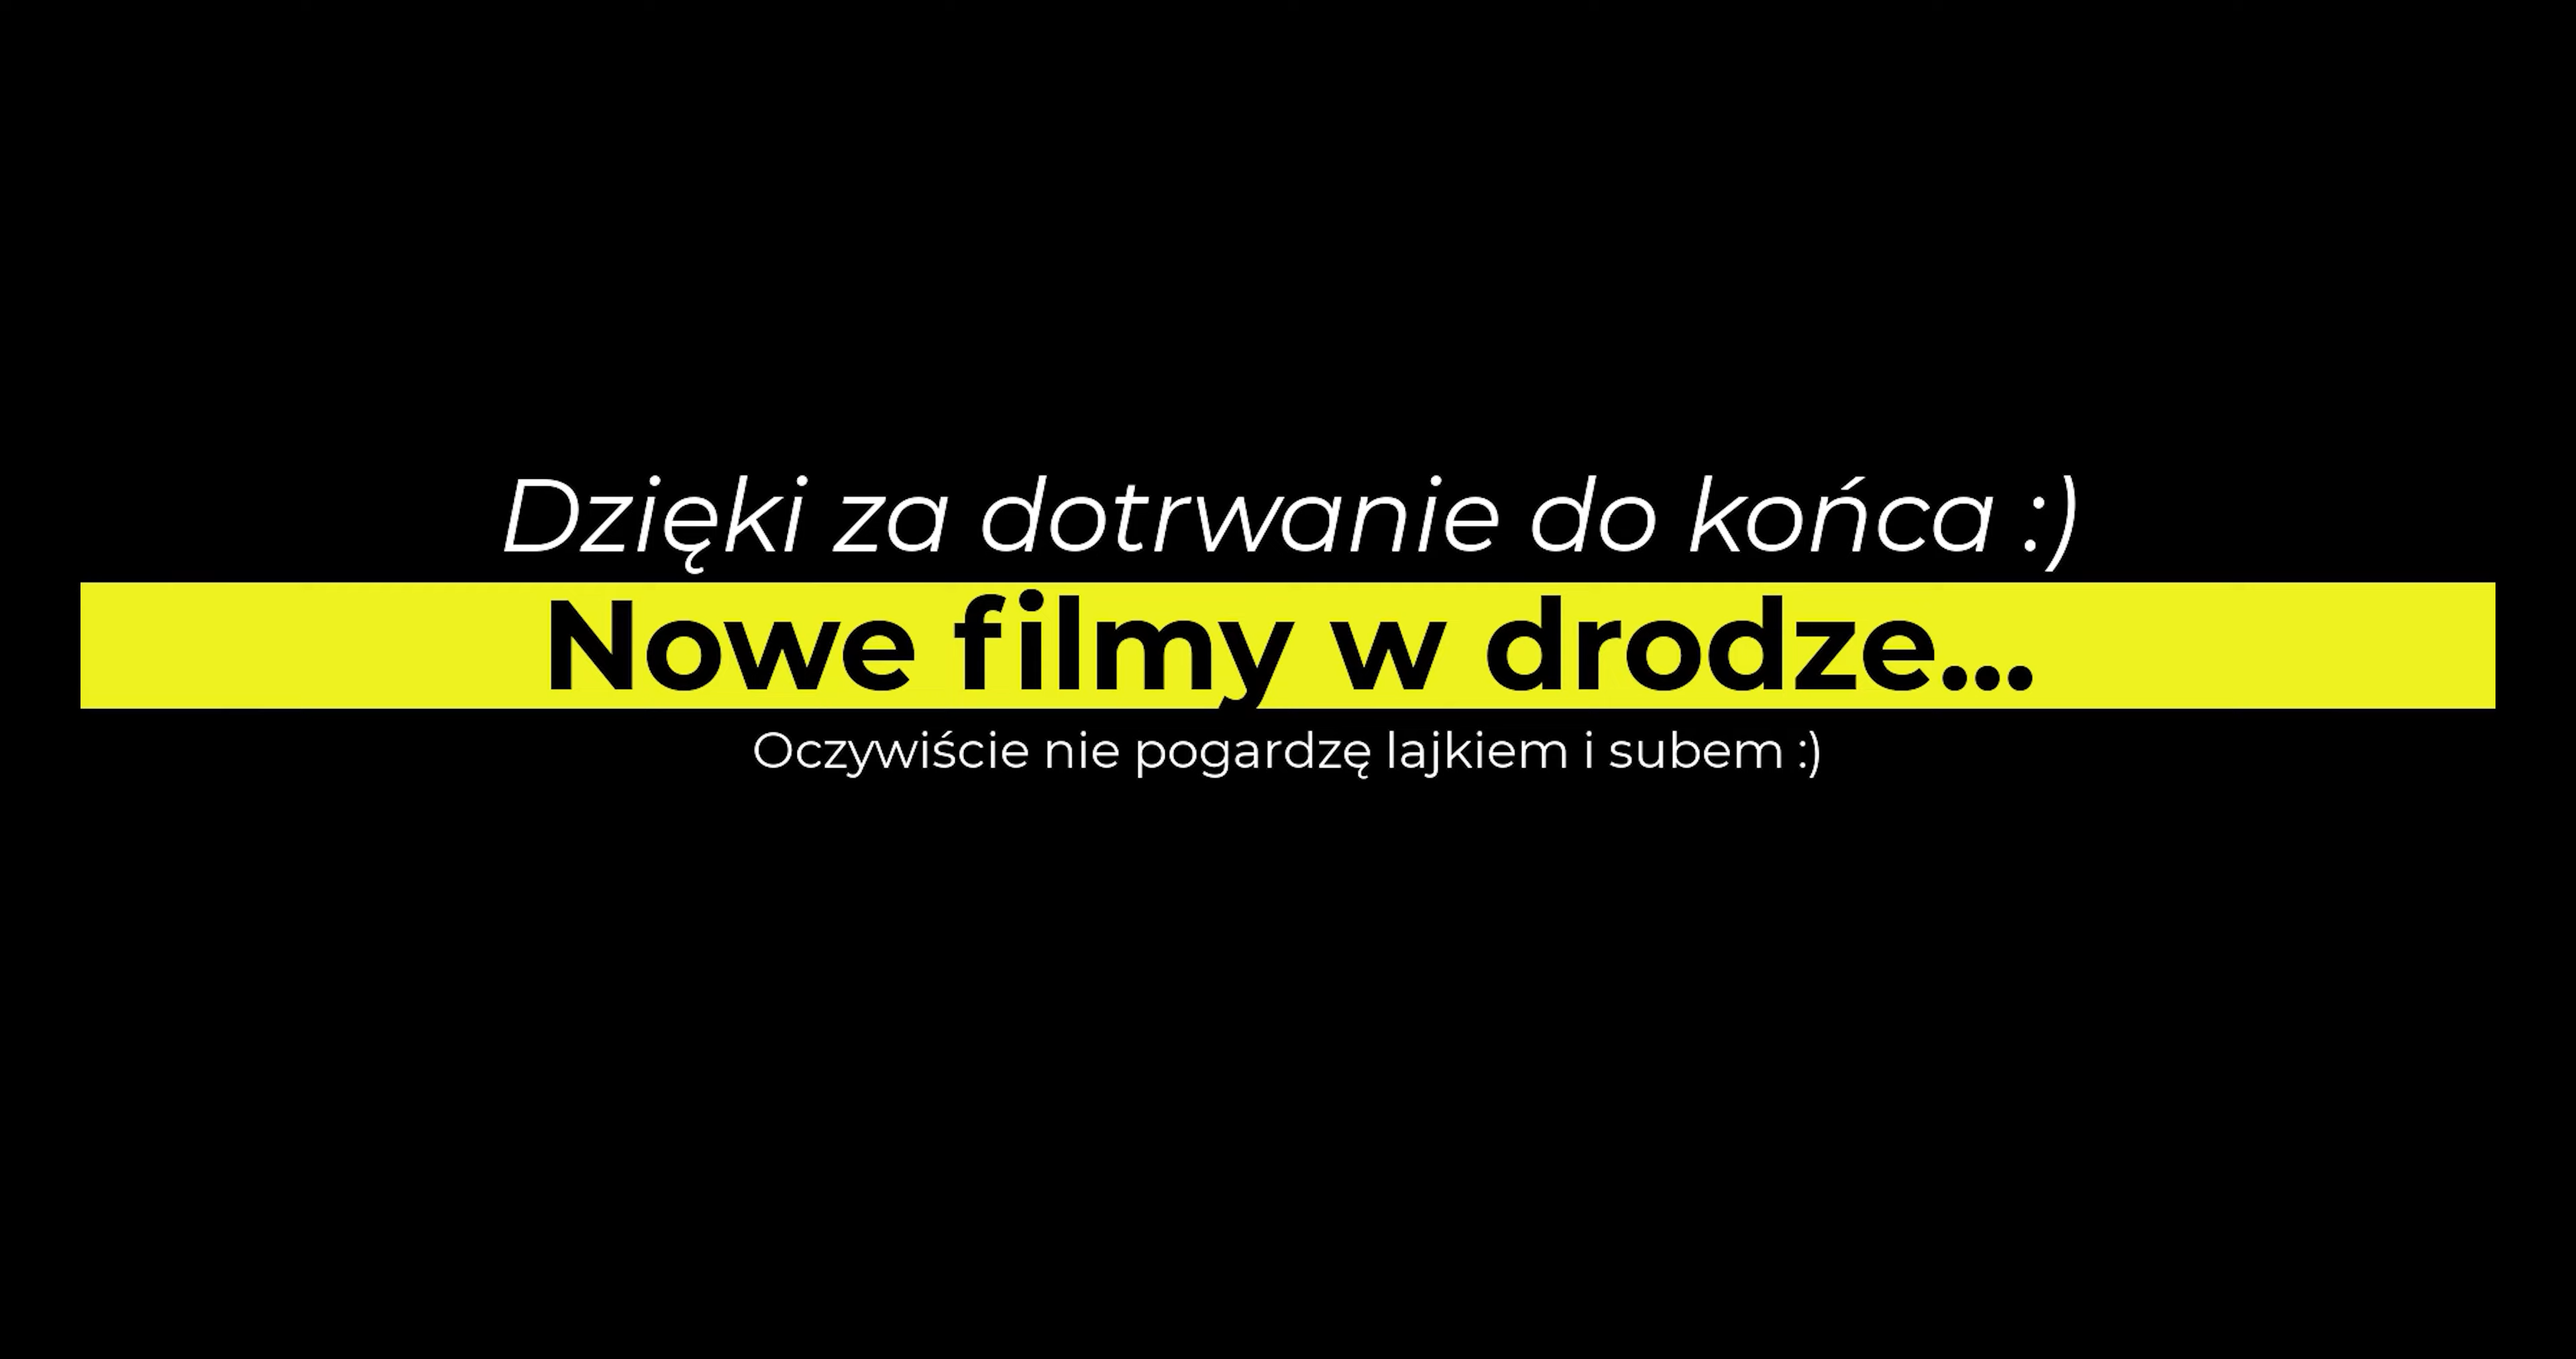 Dzięki za dotrwanie do końca :)
Nowe filmy w drodze...
Oczywiście nie pogardzę lajkiem i subem :)